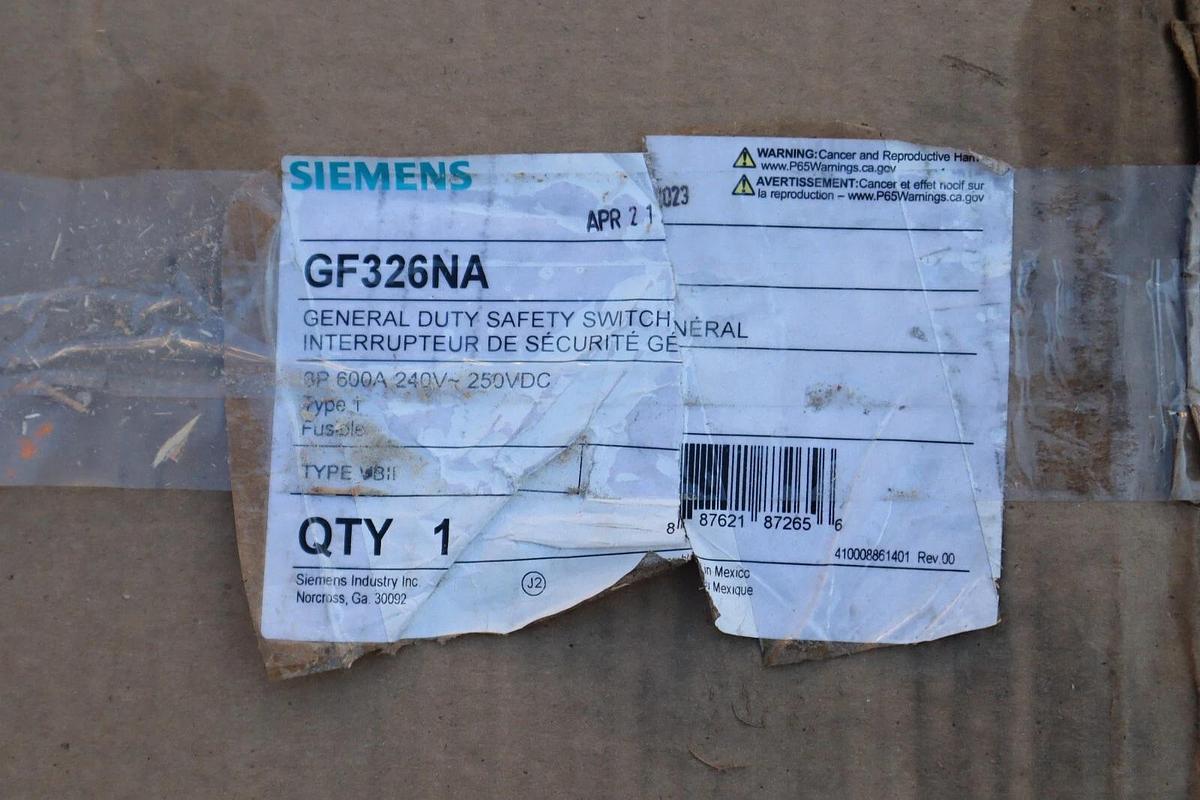 SIEMENS
APR 21 2023
WARNING: Cancer and Reproductive Harm
www.P65Warnings.ca.gov
AVERTISSEMENT: Cancer et effet nocif sur
la reproduction – www.P65Warnings.ca.gov
GF326NA
GENERAL DUTY SAFETY SWITCH
INTERRUPTEUR DE SÉCURITÉ GÉNÉRAL
3P 600A 240V~ 250VDC
Type 1
Fusible
TYPE VBII
QTY 1
8 87621 87265 6
410008861401 Rev.00
Siemens Industry Inc.
Norcross, Ga. 30092
J2
in Mexico
Mexique